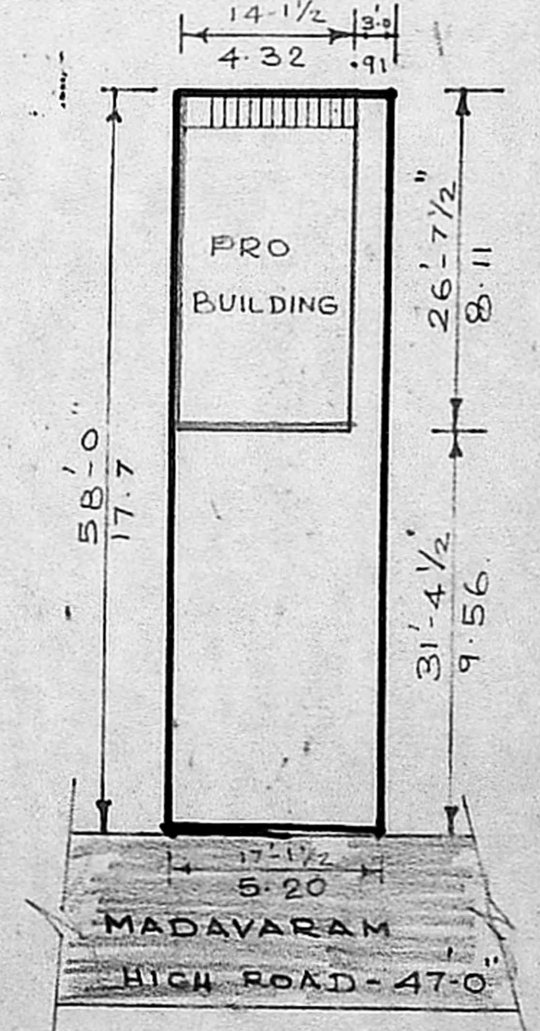 14-1½ 3'-0
4.32 .91
PRO
BUILDING
26'-7½"
8.11
58'-0"
17.7
31'-4½"
9.56.
17'-1½
5.20
MADAVARAM
HIGH ROAD - 47'-0"